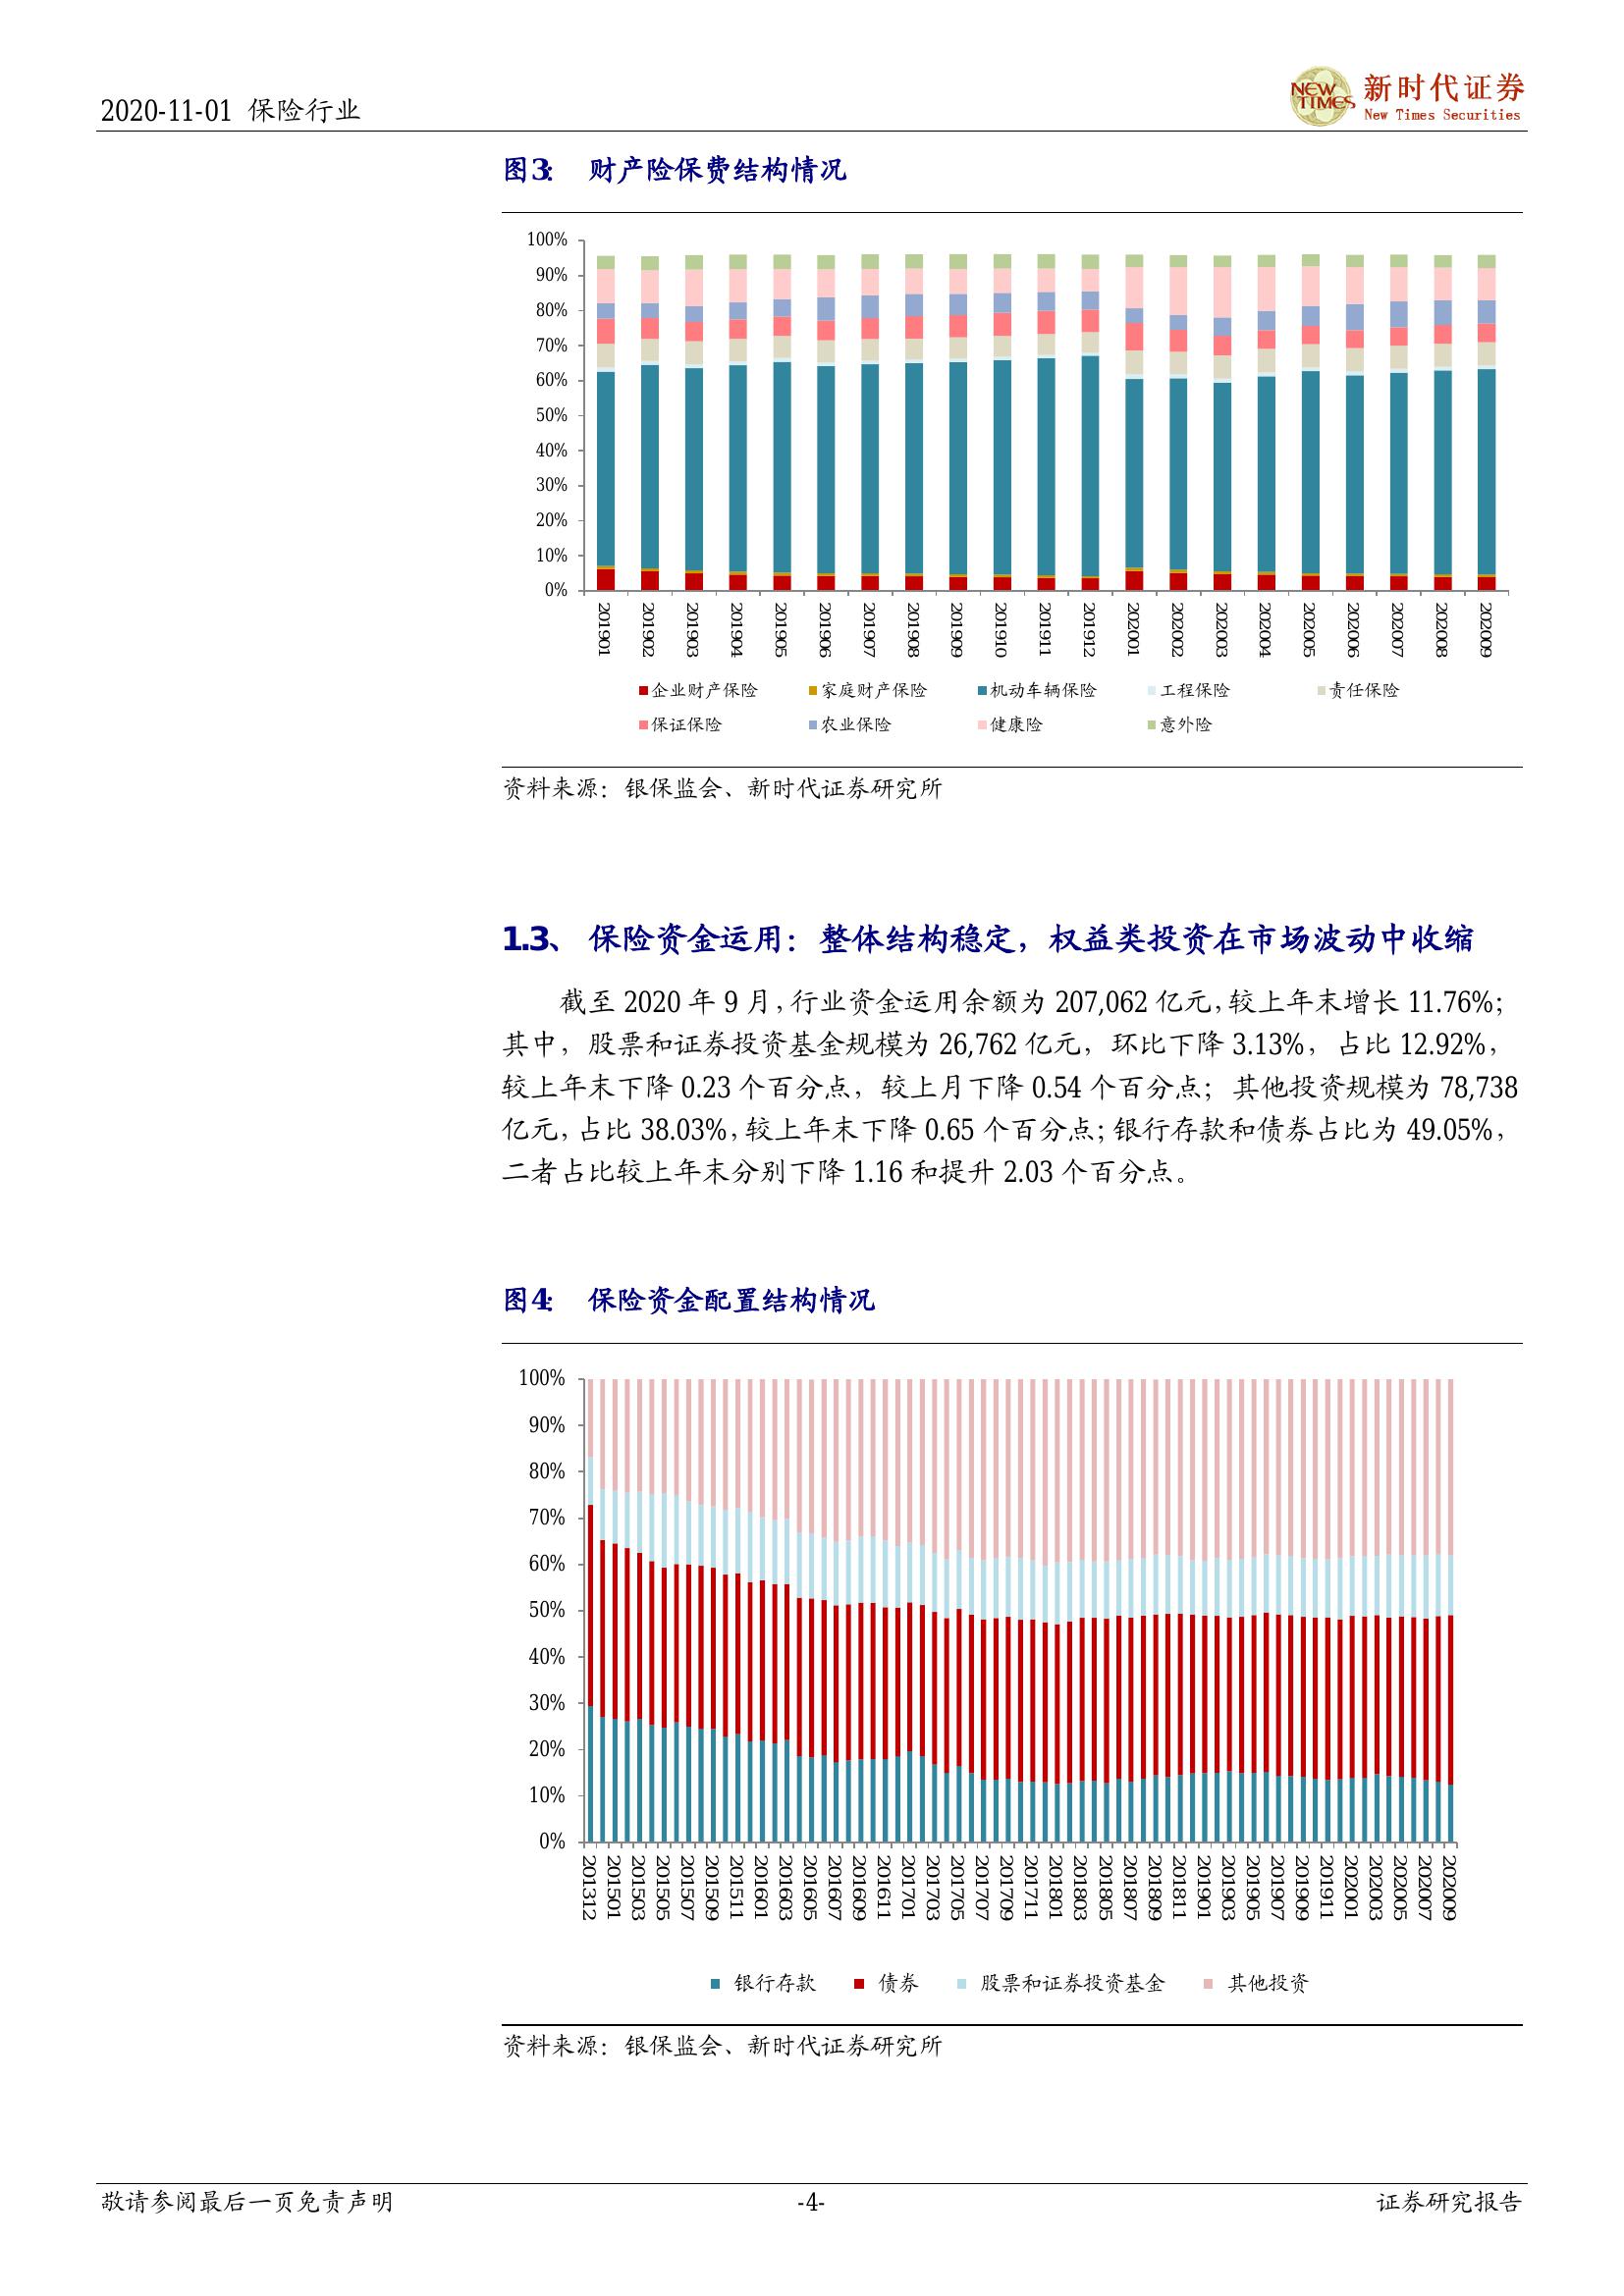 2020-11-01 保险行业
NEW TIMES 新时代证券
New Times Securities
图3: 财产险保费结构情况
100%
90%
80%
70%
60%
50%
40%
30%
20%
10%
0%
201901 201902 201903 201904 201905 201906 201907 201908 201909 201910 201911 201912 202001 202002 202003 202004 202005 202006 202007 202008 202009
企业财产保险 家庭财产保险 机动车辆保险 工程保险 责任保险
保证保险 农业保险 健康险 意外险
资料来源：银保监会、新时代证券研究所
1.3、 保险资金运用：整体结构稳定，权益类投资在市场波动中收缩
截至 2020 年 9 月，行业资金运用余额为 207,062 亿元，较上年末增长 11.76%；
其中，股票和证券投资基金规模为 26,762 亿元，环比下降 3.13%，占比 12.92%，
较上年末下降 0.23 个百分点，较上月下降 0.54 个百分点；其他投资规模为 78,738
亿元，占比 38.03%，较上年末下降 0.65 个百分点；银行存款和债券占比为 49.05%，
二者占比较上年末分别下降 1.16 和提升 2.03 个百分点。
图4: 保险资金配置结构情况
100%
90%
80%
70%
60%
50%
40%
30%
20%
10%
0%
201312 201501 201503 201505 201507 201509 201511 201601 201603 201605 201607 201609 201611 201701 201703 201705 201707 201709 201711 201801 201803 201805 201807 201809 201811 201901 201903 201905 201907 201909 201911 202001 202003 202005 202007 202009
银行存款 债券 股票和证券投资基金 其他投资
资料来源：银保监会、新时代证券研究所
敬请参阅最后一页免责声明 -4- 证券研究报告